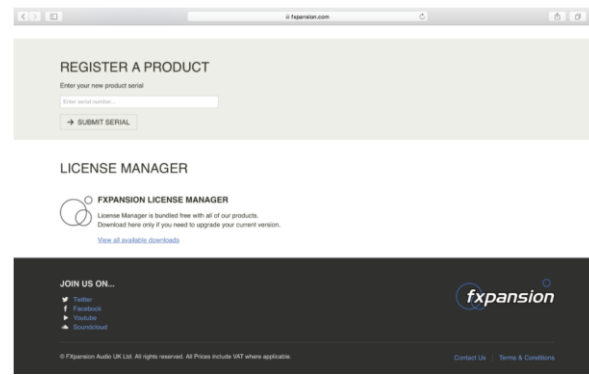 fxpansion.com
REGISTER A PRODUCT
Enter your new product serial
Enter serial number...
→ SUBMIT SERIAL
LICENSE MANAGER
FXPANSION LICENSE MANAGER
License Manager is bundled free with all of our products.
Download here only if you need to upgrade your current version.
View all available downloads
JOIN US ON...
Twitter
Facebook
Youtube
Soundcloud
fxpansion
© FXpansion Audio UK Ltd. All rights reserved. All Prices include VAT where applicable.
Contact Us | Terms & Conditions